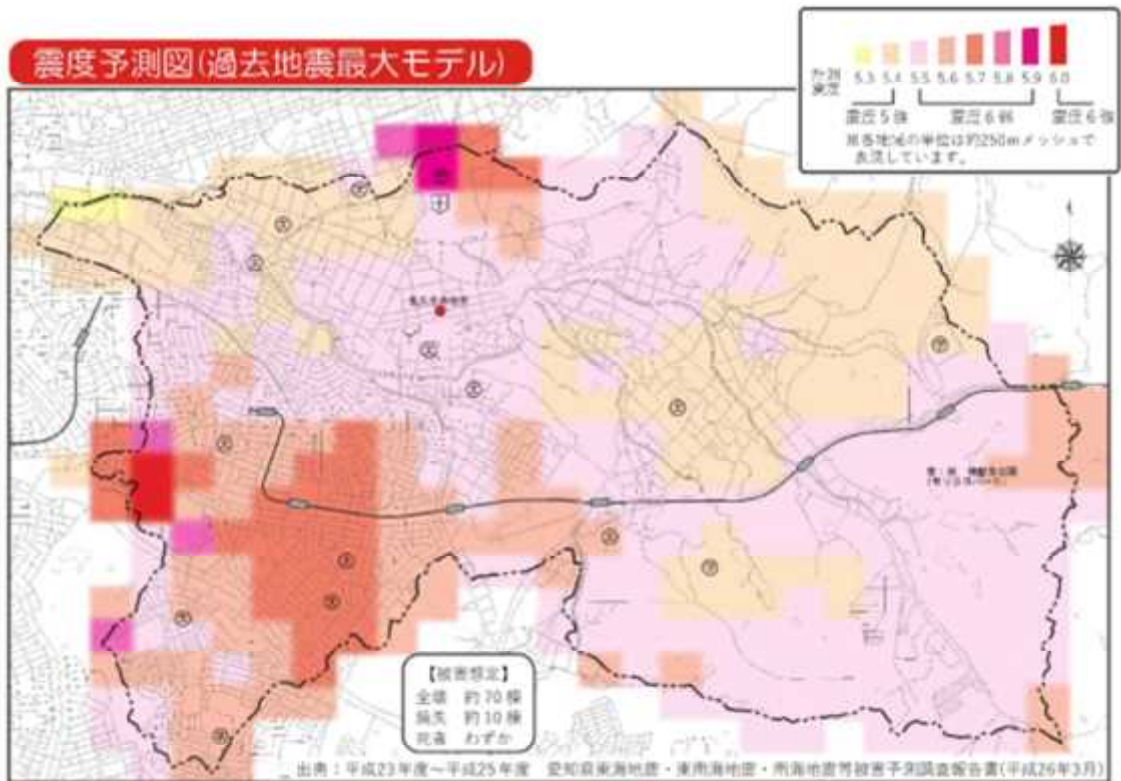 震度予測図(過去地震最大モデル)
計測
震度
5.3 5.4 5.5 5.6 5.7 5.8 5.9 6.0
震度5強 震度6弱 震度6強
※各地域の単位は約250mメッシュで
表現しています。
【被害想定】
全壊 約70棟
焼失 約10棟
死者 わずか
出典：平成23年度～平成25年度 愛知県東海地震・東南海地震・南海地震等被害予測調査報告書(平成26年3月)